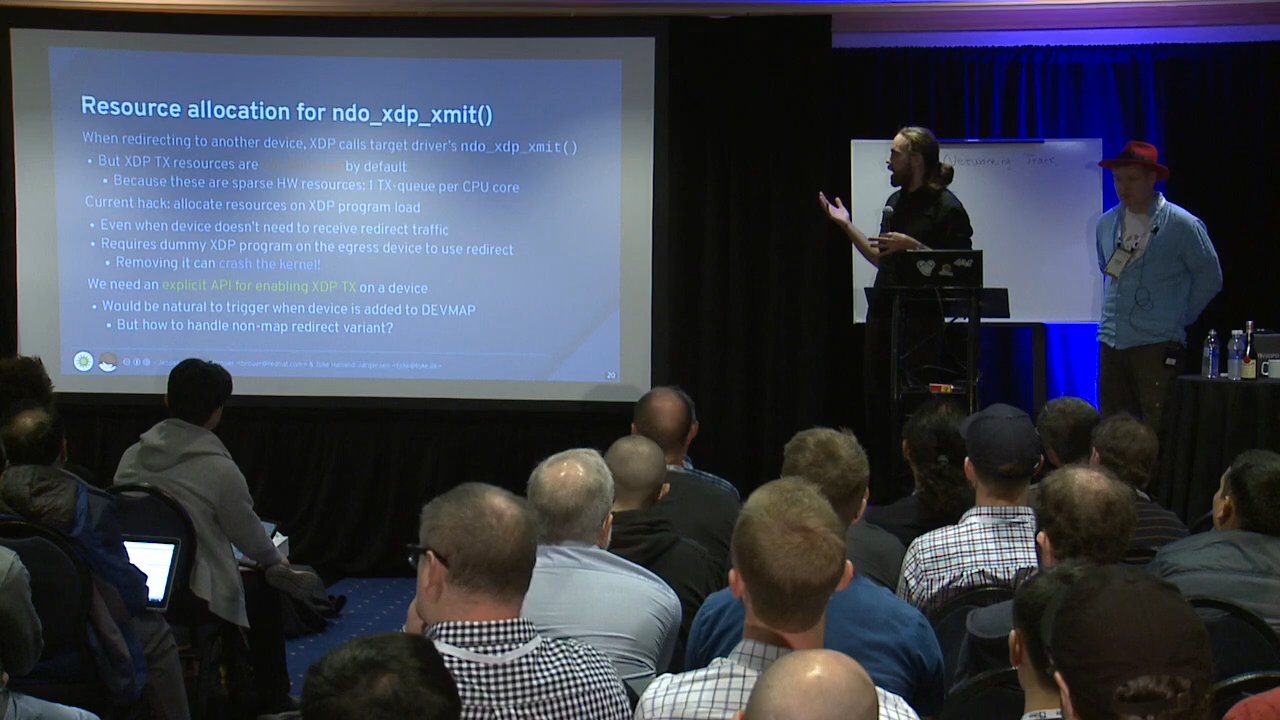 Resource allocation for ndo_xdp_xmit()
When redirecting to another device, XDP calls target driver's ndo_xdp_xmit()
• But XDP TX resources are by default
• Because these are sparse HW resources: 1 TX-queue per CPU core
Current hack: allocate resources on XDP program load
• Even when device doesn't need to receive redirect traffic
• Requires dummy XDP program on the egress device to use redirect
• Removing it can crash the kernel!
We need an explicit API for enabling XDP TX on a device
• Would be natural to trigger when device is added to DEVMAP
• But how to handle non-map redirect variant?
20
Networking Track